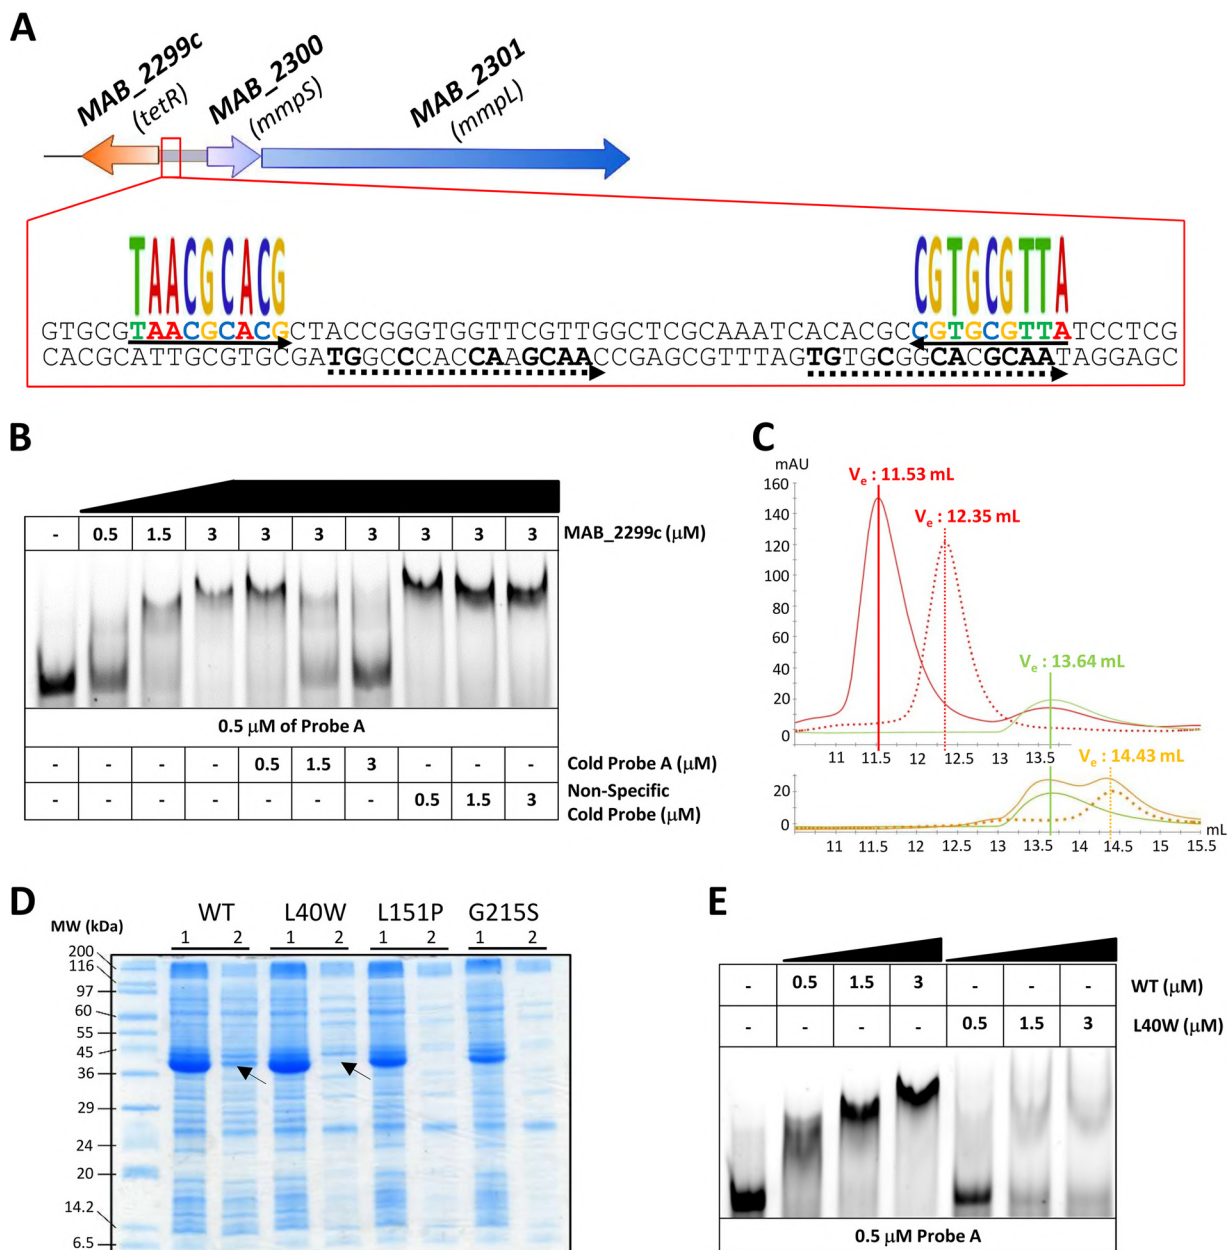 A
MAB_2299c
(tetR)
MAB_2300
(mmpS)
MAB_2301
(mmpL)
TAACGCACG CGTGCGTTA
GTGCGTAACGCACGCTACCGGGTGGTTCGTTGGCTCGCAAATCACACGCCGTGCGTTATCCTCG
CACGCATTGCGTGCGATGGCCCACCAAGCAACCGAGCGTTTAGTGTGCGGCACGCAATAGGAGC
B
- 0.5 1.5 3 3 3 3 3 3 3 MAB_2299c (µM)
0.5 µM of Probe A
- - - - 0.5 1.5 3 - - - Cold Probe A (µM)
- - - - - - - 0.5 1.5 3 Non-Specific Cold Probe (µM)
C
mAU
Ve : 11.53 mL
Ve : 12.35 mL
Ve : 13.64 mL
160
140
120
100
80
60
40
20
0
11 11.5 12 12.5 13 13.5
Ve : 14.43 mL
20
0
mL
11 11.5 12 12.5 13 13.5 14 14.5 15 15.5
D
WT L40W L151P G215S
MW (kDa)
1 2 1 2 1 2 1 2
200
116
97
60
55
45
36
29
24
20
14.2
6.5
E
- 0.5 1.5 3 - - - WT (µM)
- - - - 0.5 1.5 3 L40W (µM)
0.5 µM Probe A